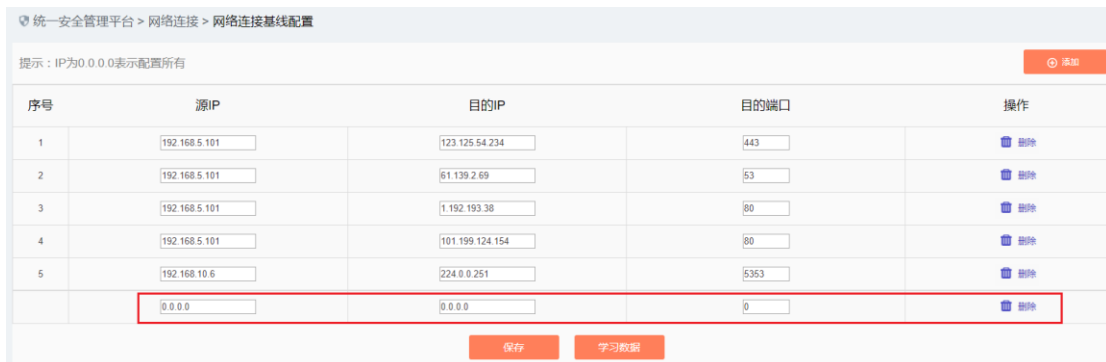 统一安全管理平台 > 网络连接 > 网络连接基线配置
提示：IP为0.0.0.0表示配置所有 添加
序号 源IP 目的IP 目的端口 操作
1 192.168.5.101 123.125.54.234 443 删除
2 192.168.5.101 61.139.2.69 53 删除
3 192.168.5.101 1.192.193.38 80 删除
4 192.168.5.101 101.199.124.154 80 删除
5 192.168.10.6 224.0.0.251 5353 删除
0.0.0.0 0.0.0.0 0 删除
保存 学习数据